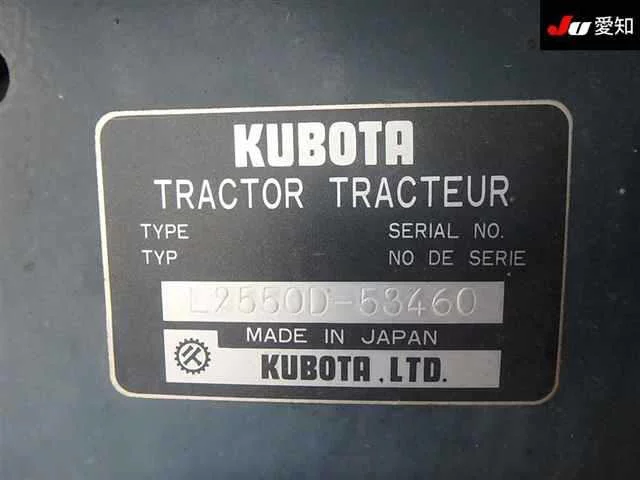 JU 愛知
KUBOTA
TRACTOR TRACTEUR
TYPE SERIAL NO.
TYP NO DE SERIE
L2550D-53460
MADE IN JAPAN
KUBOTA,LTD.